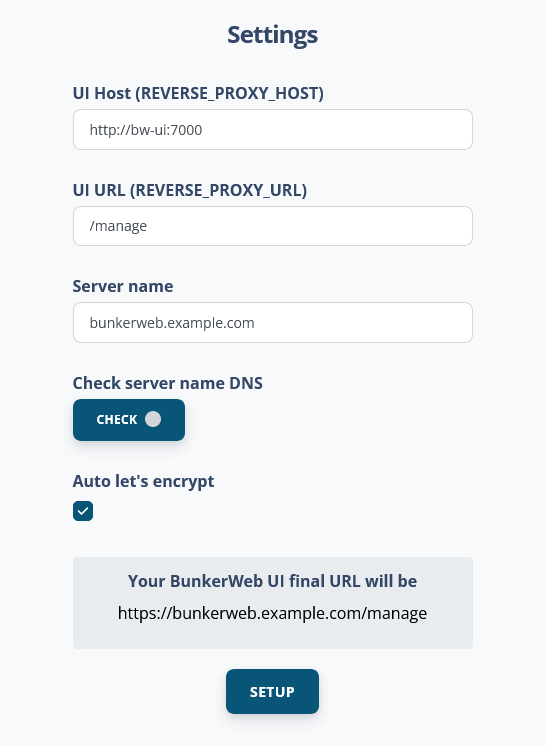 Settings
UI Host (REVERSE_PROXY_HOST)
http://bw-ui:7000
UI URL (REVERSE_PROXY_URL)
/manage
Server name
bunkerweb.example.com
Check server name DNS
CHECK
Auto let's encrypt
Your BunkerWeb UI final URL will be
https://bunkerweb.example.com/manage
SETUP